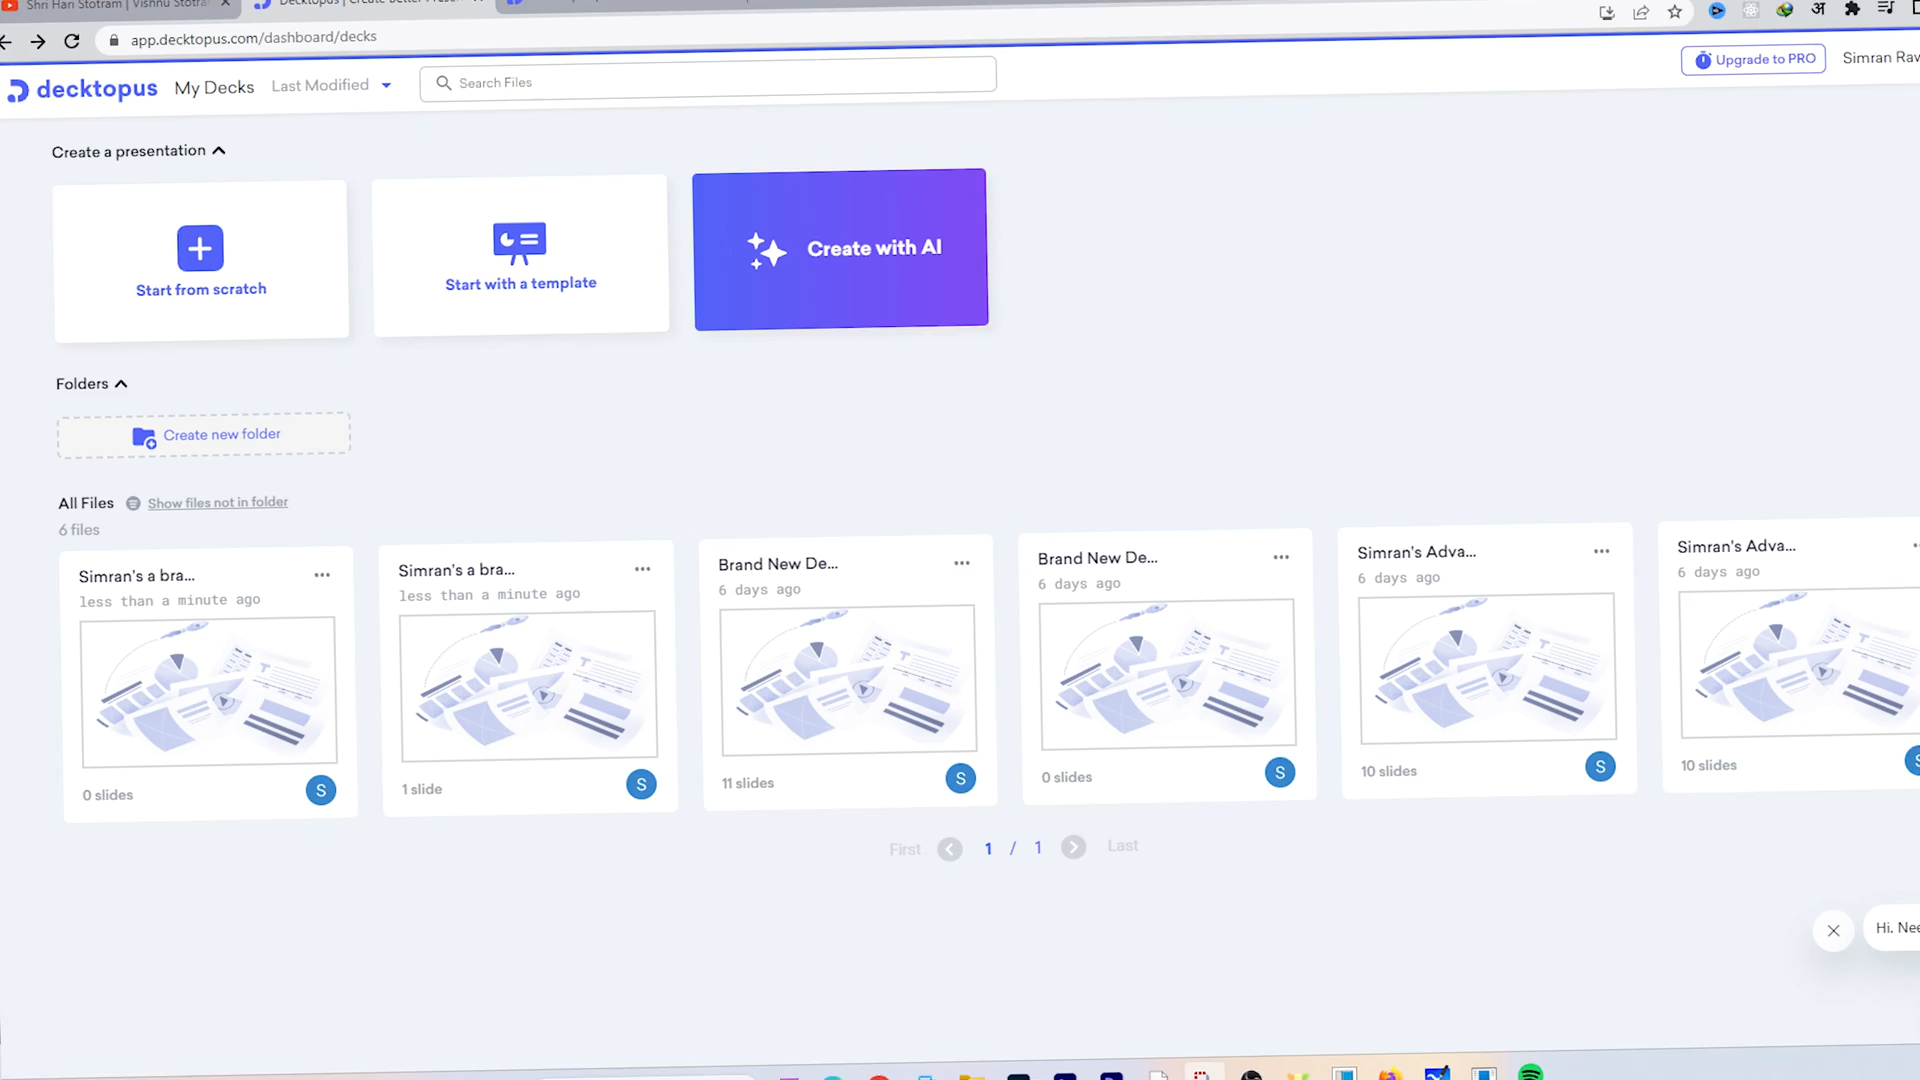 Shri Hari Stotram | Vishnu Stotra
Decktopus | Create Better Prese
app.decktopus.com/dashboard/decks
अ
decktopus My Decks Last Modified Search Files Upgrade to PRO Simran Rav
Create a presentation
Start from scratch
Start with a template
Create with AI
Folders
Create new folder
All Files Show files not in folder
6 files
Simran's a bra...
less than a minute ago
0 slides
S
Simran's a bra...
less than a minute ago
1 slide
S
Brand New De...
6 days ago
11 slides
S
Brand New De...
6 days ago
0 slides
S
Simran's Adva...
6 days ago
10 slides
S
Simran's Adva...
6 days ago
10 slides
S
First 1 / 1 Last
Hi. Nee